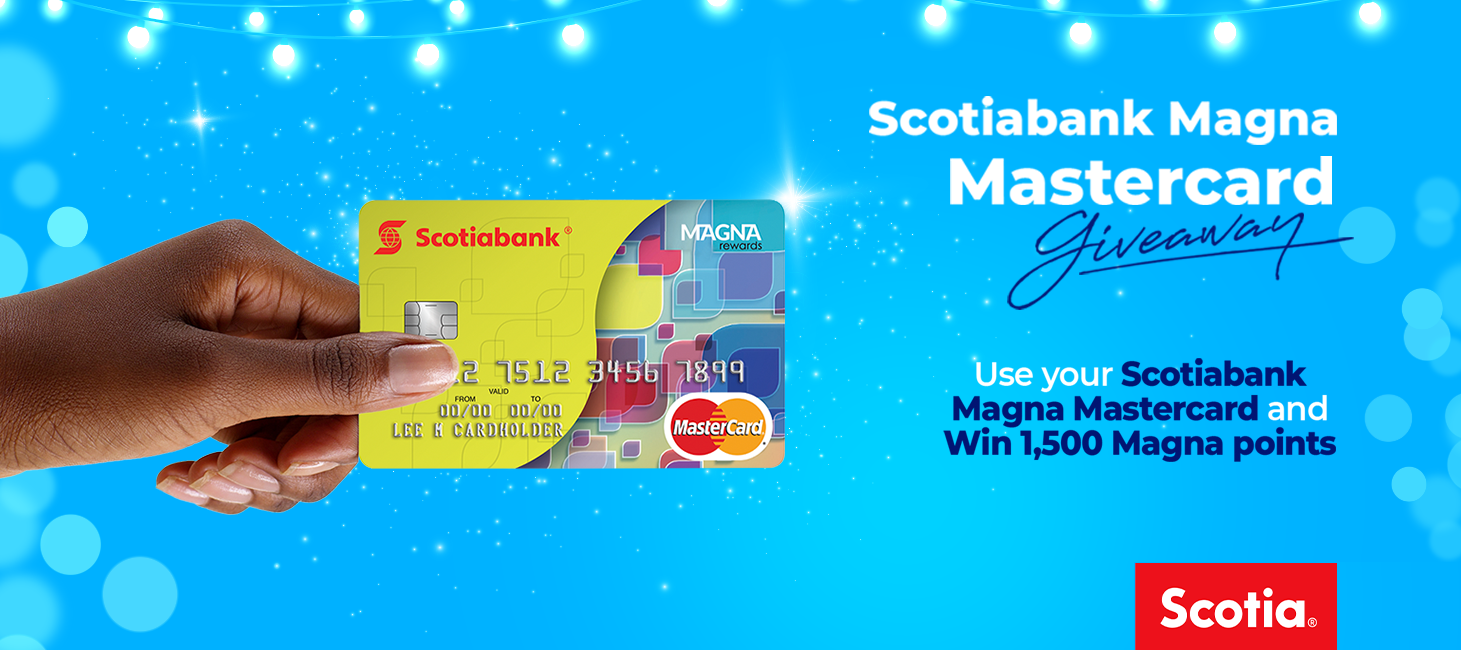 Scotiabank Magna
Mastercard
Giveaway
Scotiabank®
MAGNA
rewards
12 7512 3456 7899
VALID
FROM TO
00/00 00/00
LEE M CARDHOLDER
MasterCard
Use your Scotiabank
Magna Mastercard and
Win 1,500 Magna points
Scotia®